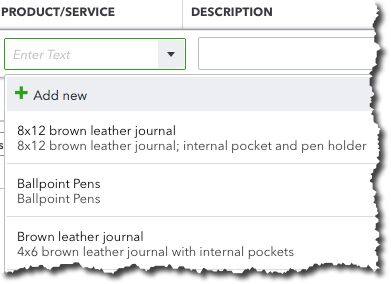 PRODUCT/SERVICE DESCRIPTION
Enter Text
Add new
8x12 brown leather journal
8x12 brown leather journal; internal pocket and pen holder
Ballpoint Pens
Ballpoint Pens
Brown leather journal
4x6 brown leather journal with internal pockets